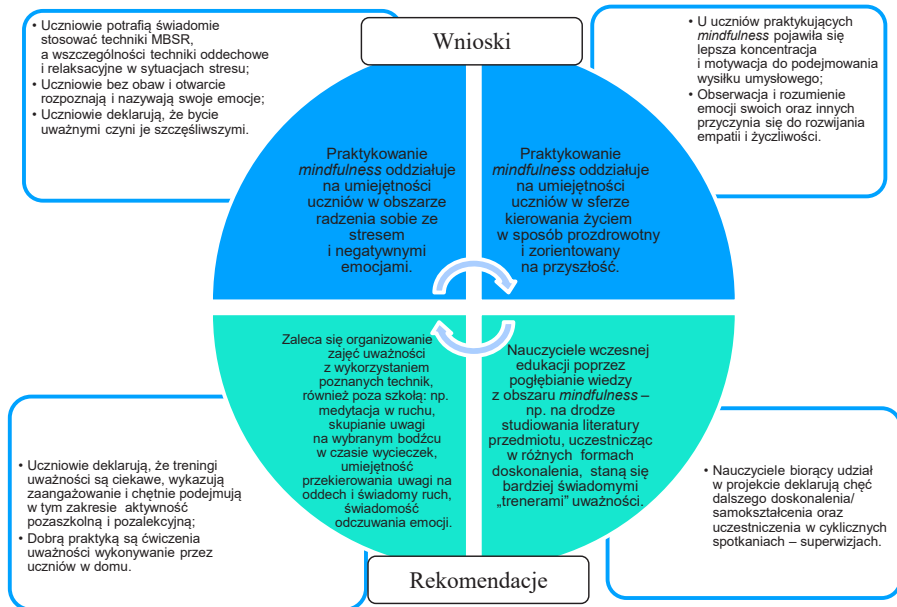 Wnioski
• Uczniowie potrafią świadomie
stosować techniki MBSR,
a wszczególności techniki oddechowe
i relaksacyjne w sytuacjach stresu;
• Uczniowie bez obaw i otwarcie
rozpoznają i nazywają swoje emocje;
• Uczniowie deklarują, że bycie
uważnymi czyni je szczęśliwszymi.
• U uczniów praktykujących
mindfulness pojawiła się
lepsza koncentracja
i motywacja do podejmowania
wysiłku umysłowego;
• Obserwacja i rozumienie
emocji swoich oraz innych
przyczynia się do rozwijania
empatii i życzliwości.
Praktykowanie
mindfulness oddziałuje
na umiejętności
uczniów w obszarze
radzenia sobie ze
stresem
i negatywnymi
emocjami.
Praktykowanie
mindfulness oddziałuje
na umiejętności
uczniów w sferze
kierowania życiem
w sposób prozdrowotny
i zorientowany
na przyszłość.
Zaleca się organizowanie
zajęć uważności
z wykorzystaniem
poznanych technik,
również poza szkołą: np.
medytacja w ruchu,
skupianie uwagi
na wybranym bodźcu
w czasie wycieczek,
umiejętność
przekierowania uwagi na
oddech i świadomy ruch,
świadomość
odczuwania emocji.
Nauczyciele wczesnej
edukacji poprzez
pogłębianie wiedzy
z obszaru mindfulness –
np. na drodze
studiowania literatury
przedmiotu, uczestnicząc
w różnych formach
doskonalenia, staną się
bardziej świadomymi
„trenerami” uważności.
• Uczniowie deklarują, że treningi
uważności są ciekawe, wykazują
zaangażowanie i chętnie podejmują
w tym zakresie aktywność
pozaszkolną i pozalekcyjną;
• Dobrą praktyką są ćwiczenia
uważności wykonywanie przez
uczniów w domu.
• Nauczyciele biorący udział
w projekcie deklarują chęć
dalszego doskonalenia/
samokształcenia oraz
uczestniczenia w cyklicznych
spotkaniach – superwizjach.
Rekomendacje